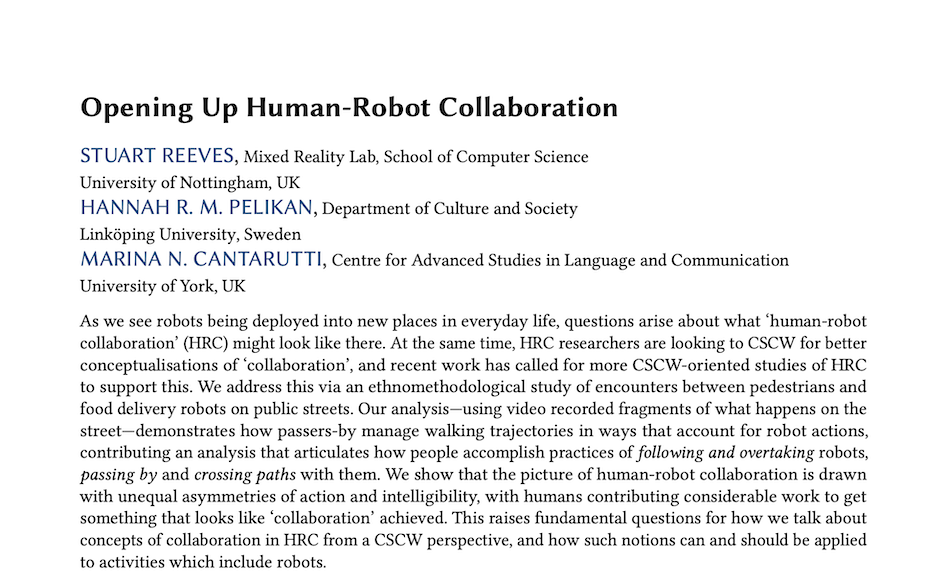 Opening Up Human-Robot Collaboration
STUART REEVES, Mixed Reality Lab, School of Computer Science
University of Nottingham, UK
HANNAH R. M. PELIKAN, Department of Culture and Society
Linköping University, Sweden
MARINA N. CANTARUTTI, Centre for Advanced Studies in Language and Communication
University of York, UK
As we see robots being deployed into new places in everyday life, questions arise about what ‘human-robot
collaboration’ (HRC) might look like there. At the same time, HRC researchers are looking to CSCW for better
conceptualisations of ‘collaboration’, and recent work has called for more CSCW-oriented studies of HRC
to support this. We address this via an ethnomethodological study of encounters between pedestrians and
food delivery robots on public streets. Our analysis—using video recorded fragments of what happens on the
street—demonstrates how passers-by manage walking trajectories in ways that account for robot actions,
contributing an analysis that articulates how people accomplish practices of following and overtaking robots,
passing by and crossing paths with them. We show that the picture of human-robot collaboration is drawn
with unequal asymmetries of action and intelligibility, with humans contributing considerable work to get
something that looks like ‘collaboration’ achieved. This raises fundamental questions for how we talk about
concepts of collaboration in HRC from a CSCW perspective, and how such notions can and should be applied
to activities which include robots.